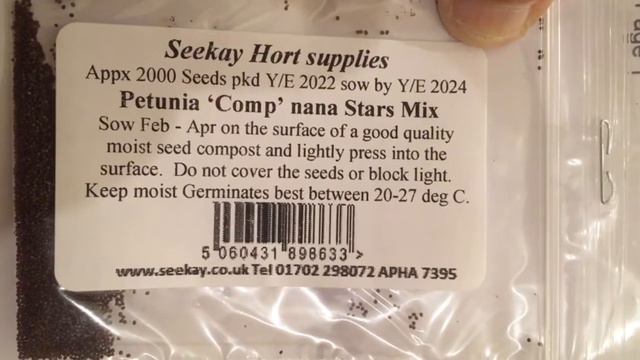 Seekay Hort supplies
Appx 2000 Seeds pkd Y/E 2022 sow by Y/E 2024
Petunia ‘Comp’ nana Stars Mix
Sow Feb - Apr on the surface of a good quality
moist seed compost and lightly press into the
surface. Do not cover the seeds or block light.
Keep moist Germinates best between 20-27 deg C.
5 060431 898633 >
www.seekay.co.uk Tel 01702 298072 APHA 7395